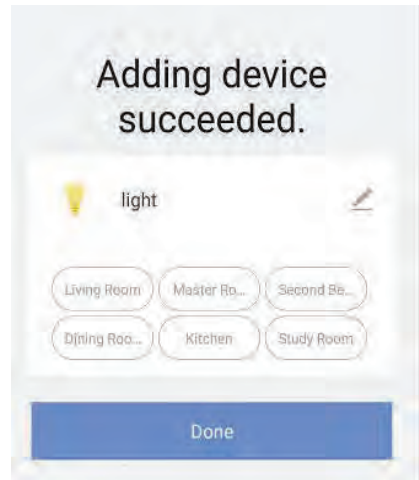 Adding device
succeeded.
light
Living Room Master Ro... Second Be...
Dining Roo... Kitchen Study Room
Done